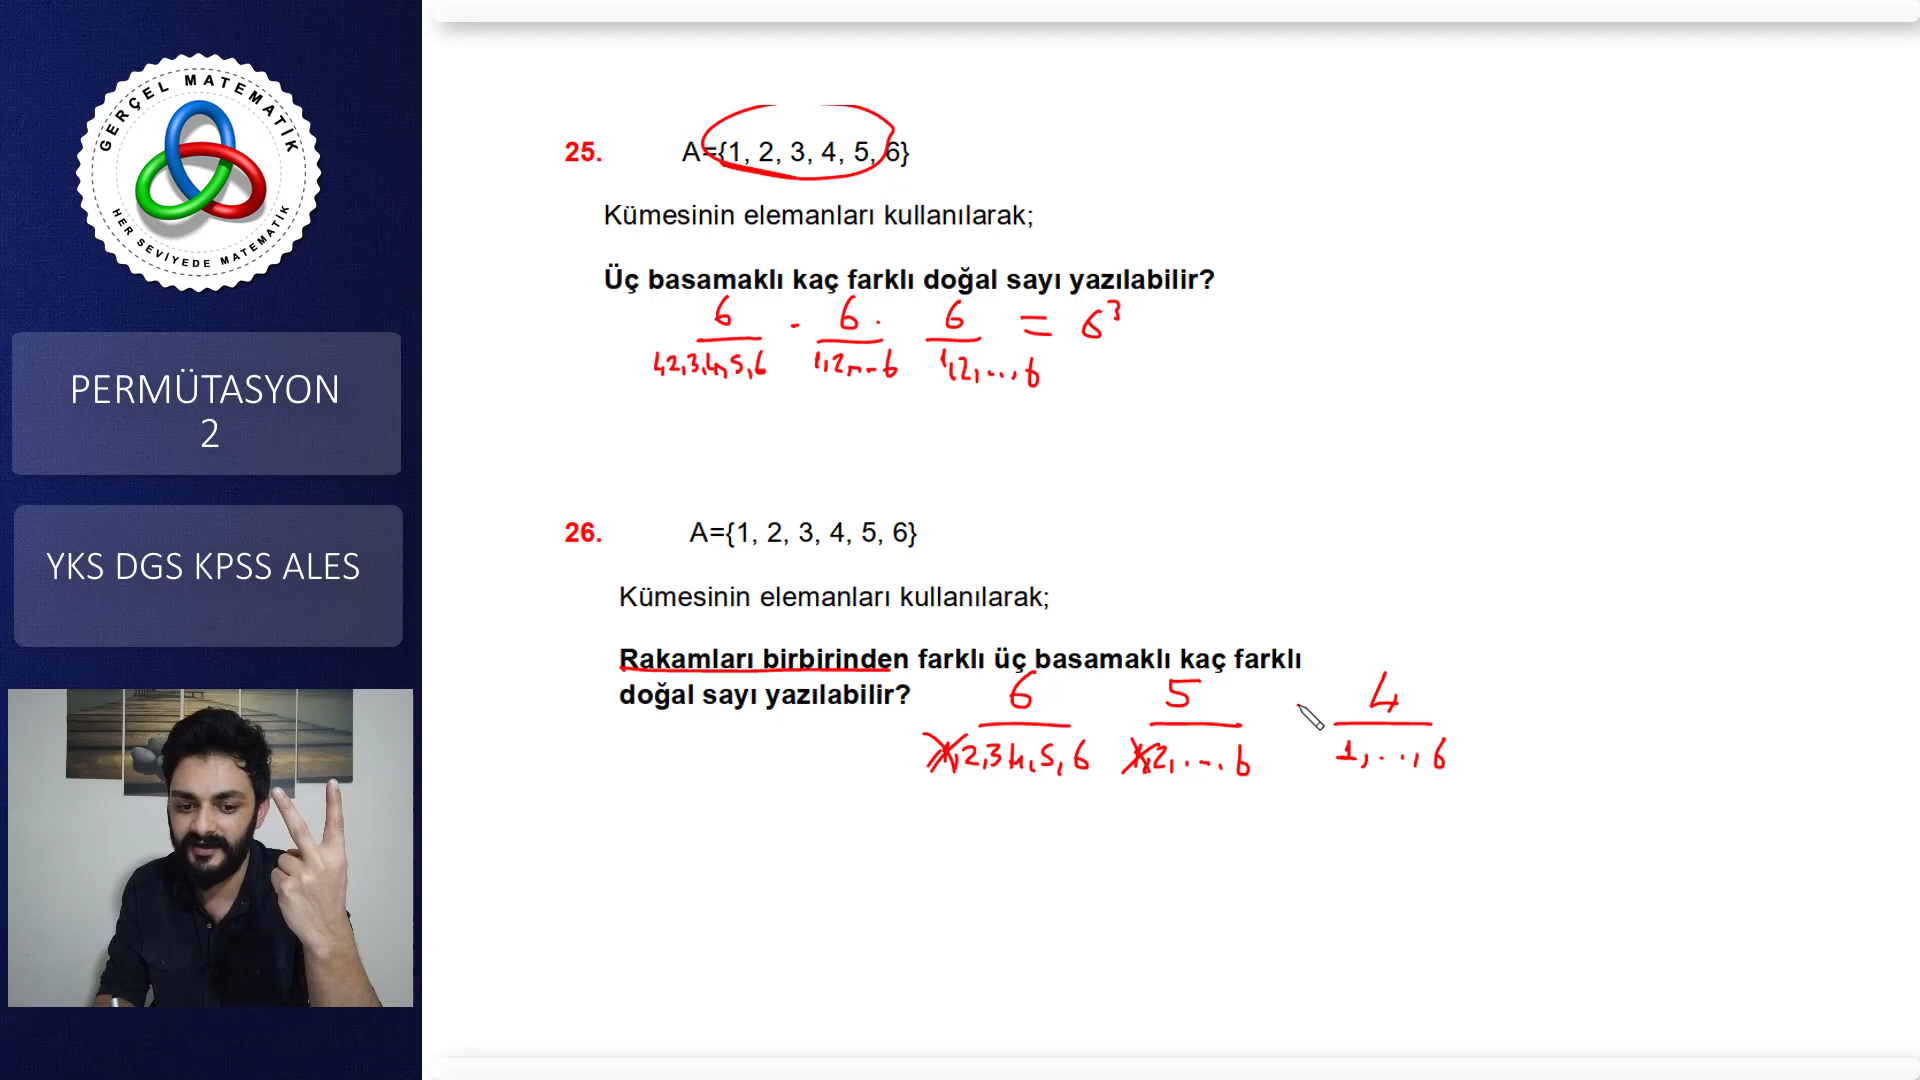 GERÇEL MATEMATİK
HER SEVİYEDE MATEMATİK
PERMÜTASYON
2
YKS DGS KPSS ALES
25. A={1, 2, 3, 4, 5, 6}
Kümesinin elemanları kullanılarak;
Üç basamaklı kaç farklı doğal sayı yazılabilir?
6 . 6 . 6 = 6³
1,2,3,4,5,6 1,2,..6 1,2,..,6
26. A={1, 2, 3, 4, 5, 6}
Kümesinin elemanları kullanılarak;
Rakamları birbirinden farklı üç basamaklı kaç farklı
doğal sayı yazılabilir?
6 5 4
1,2,3,4,5,6 1,2,...6 1,..,6